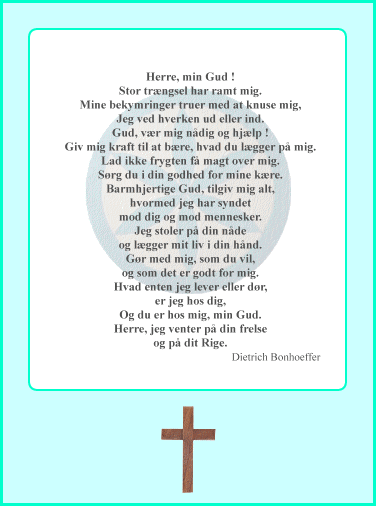 Herre, min Gud !
Stor trængsel har ramt mig.
Mine bekymringer truer med at knuse mig,
Jeg ved hverken ud eller ind.
Gud, vær mig nådig og hjælp !
Giv mig kraft til at bære, hvad du lægger på mig.
Lad ikke frygten få magt over mig.
Sørg du i din godhed for mine kære.
Barmhjertige Gud, tilgiv mig alt,
hvormed jeg har syndet
mod dig og mod mennesker.
Jeg stoler på din nåde
og lægger mit liv i din hånd.
Gør med mig, som du vil,
og som det er godt for mig.
Hvad enten jeg lever eller dør,
er jeg hos dig,
Og du er hos mig, min Gud.
Herre, jeg venter på din frelse
og på dit Rige.
Dietrich Bonhoeffer